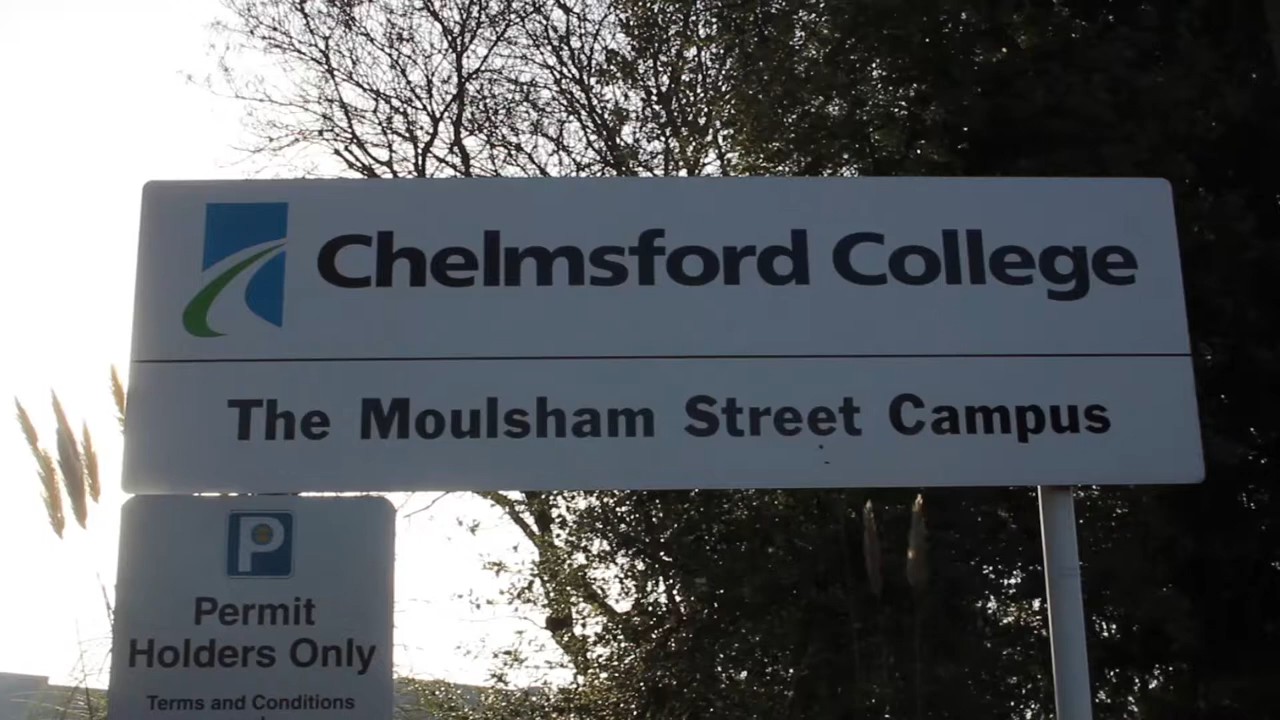 Chelmsford College
The Moulsham Street Campus
P
Permit
Holders Only
Terms and Conditions